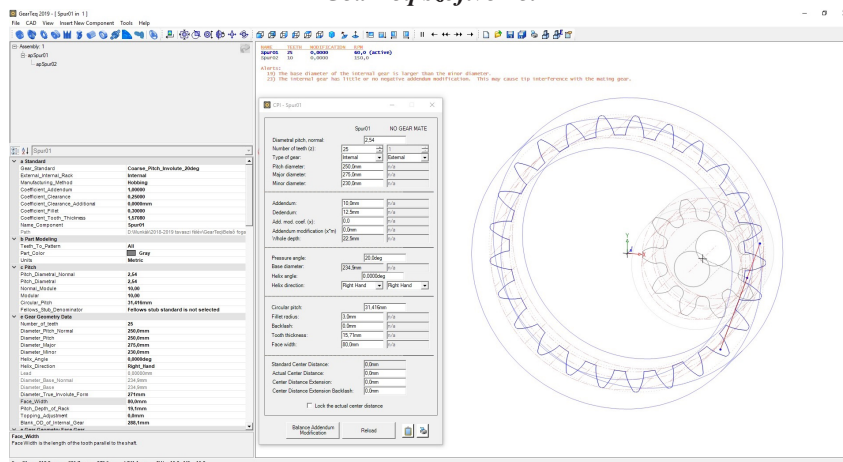 GearTeq 2019 - [ Spur01 in 1 ]
File CAD View Insert New Component Tools Help
Assembly: 1
apSpur01
apSpur02
NAME TEETH MODIFICATION RPM
Spur01 25 0,0000 60,0 (active)
Spur02 10 0,0000 150,0
Alerts:
19) The base diameter of the internal gear is larger than the minor diameter.
23) The internal gear has little or no negative addendum modification. This may cause tip interference with the mating gear.
Spur01
a Standard
Gear_Standard Coarse_Pitch_Involute_20deg
External_Internal_Rack Internal
Manufacturing_Method Hobbing
Coefficient_Addendum 1,00000
Coefficient_Clearance 0,25000
Coefficient_Clearance_Additional 0,0000mm
Coefficient_Fillet 0,30000
Coefficient_Tooth_Thickness 1,57080
Component_Name Spur01
Path
b Part Modeling
Teeth_To_Pattern All
Part_Color Gray
Units Metric
c Pitch
Pitch_Diametral_Normal 2,54
Pitch_Diametral 2,54
Normal_Module 10,00
Modular 10,00
Circular_Pitch 31,416mm
Fellows_Stub_Denominator Fellows stub standard is not selected
e Gear Geometry Data
Number_of_teeth 25
Diameter_Pitch_Normal 250,0mm
Diameter_Pitch 250,0mm
Diameter_Major 275,0mm
Diameter_Minor 230,0mm
Helix_Angle 0,0000deg
Helix_Direction Right_Hand
Lead
Diameter_Base_Normal 234,9mm
Diameter_Base 234,9mm
Diameter_True_Involute_Form 271mm
Face_Width 80,0mm
Pitch_Depth_of_Rack 19,1mm
Topping_Adjustment 0,0mm
Blank_OD_of_Internal_Gear 288,1mm
Face_Width
Face Width is the length of the tooth parallel to the shaft.
GPI - Spur01
Spur01 NO GEAR MATE
Diametral pitch, normal: 2,54
Number of teeth (z): 25
Type of gear: Internal External
Pitch diameter: 250,0mm n/a
Major diameter: 275,0mm n/a
Minor diameter: 230,0mm n/a
Addendum: 10,0mm n/a
Dedendum: 12,5mm n/a
Add. mod. coef. (x): 0,0 n/a
Addendum modification (x*m) 0,0mm n/a
Whole depth: 22,5mm n/a
Pressure angle: 20,0deg
Base diameter: 234,9mm n/a
Helix angle: 0,0000deg
Helix direction: Right Hand Right Hand
Circular pitch: 31,416mm
Fillet radius: 3,0mm n/a
Backlash: 0,0mm n/a
Tooth thickness: 15,71mm n/a
Face width: 80,0mm n/a
Standard Center Distance: 0,0mm
Actual Center Distance: 0,0mm
Center Distance Extension: 0,0mm
Center Distance Extension Backlash: 0,0mm
Lock the actual center distance
Balance Addendum Modification
Reload
Y